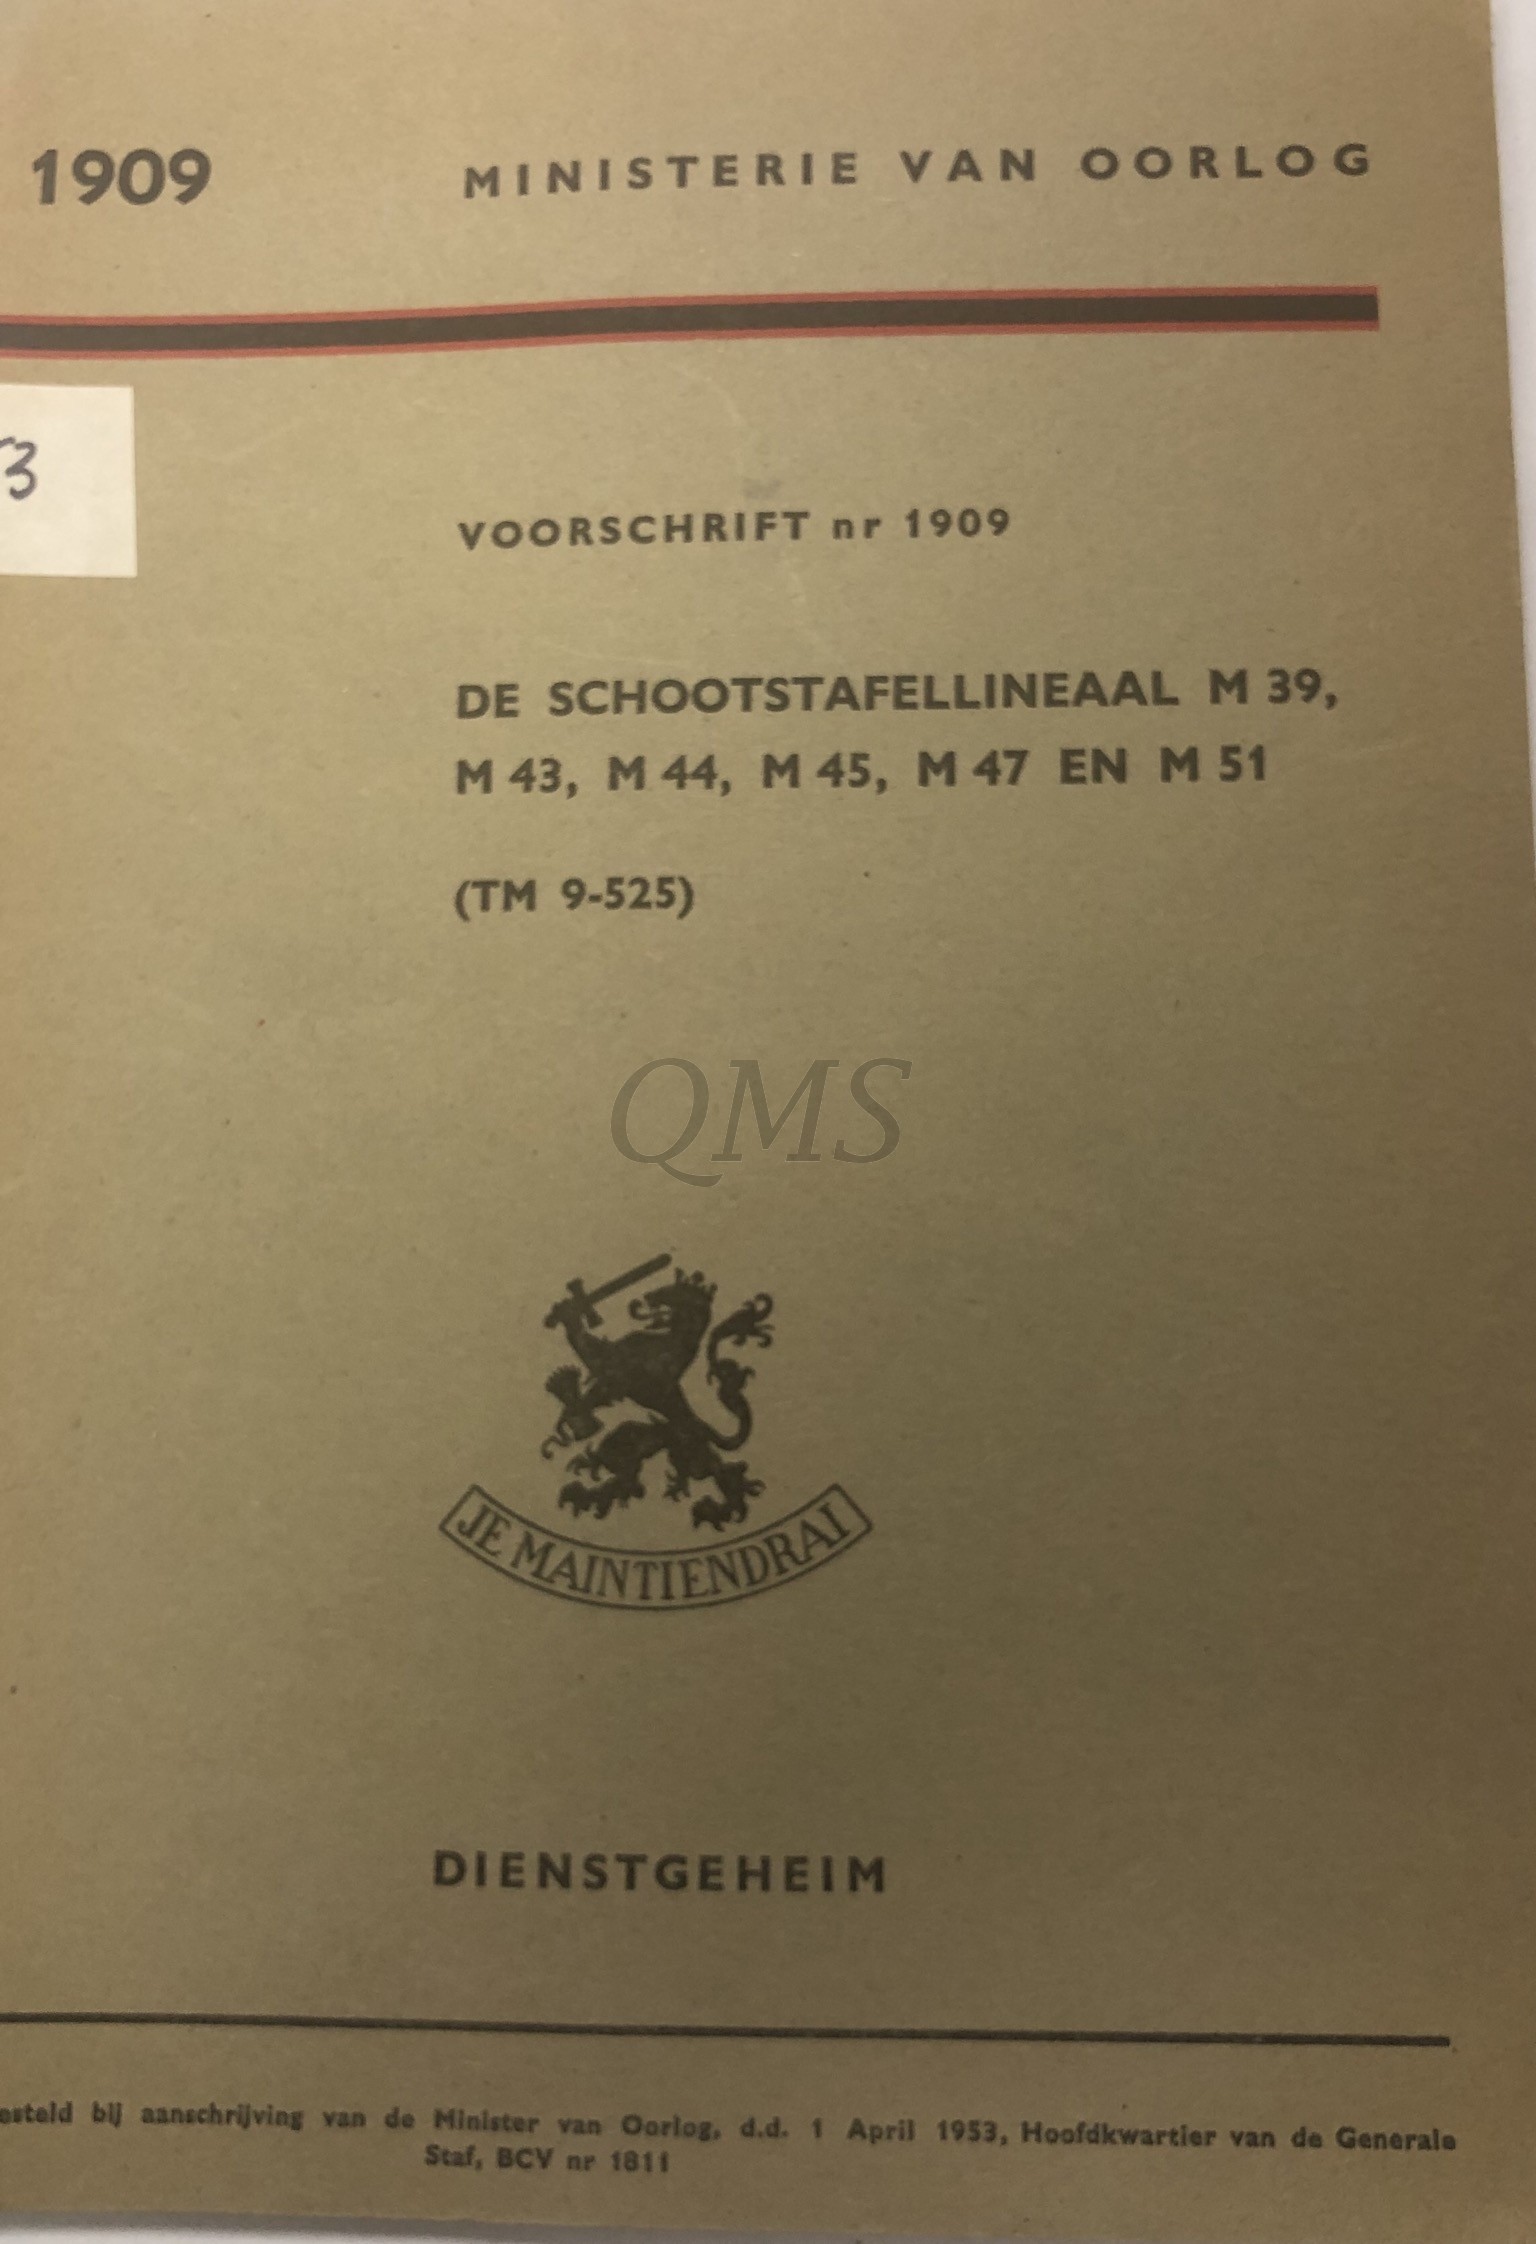 1909 MINISTERIE VAN OORLOG
3
VOORSCHRIFT nr 1909
DE SCHOOTSTAFELLINEAAL M 39,
M 43, M 44, M 45, M 47 EN M 51
(TM 9-525)
QMS
JE MAINTIENDRAI
DIENSTGEHEIM
esteld bij aanschrijving van de Minister van Oorlog, d.d. 1 April 1953, Hoofdkwartier van de Generale
Staf, BCV nr 1811